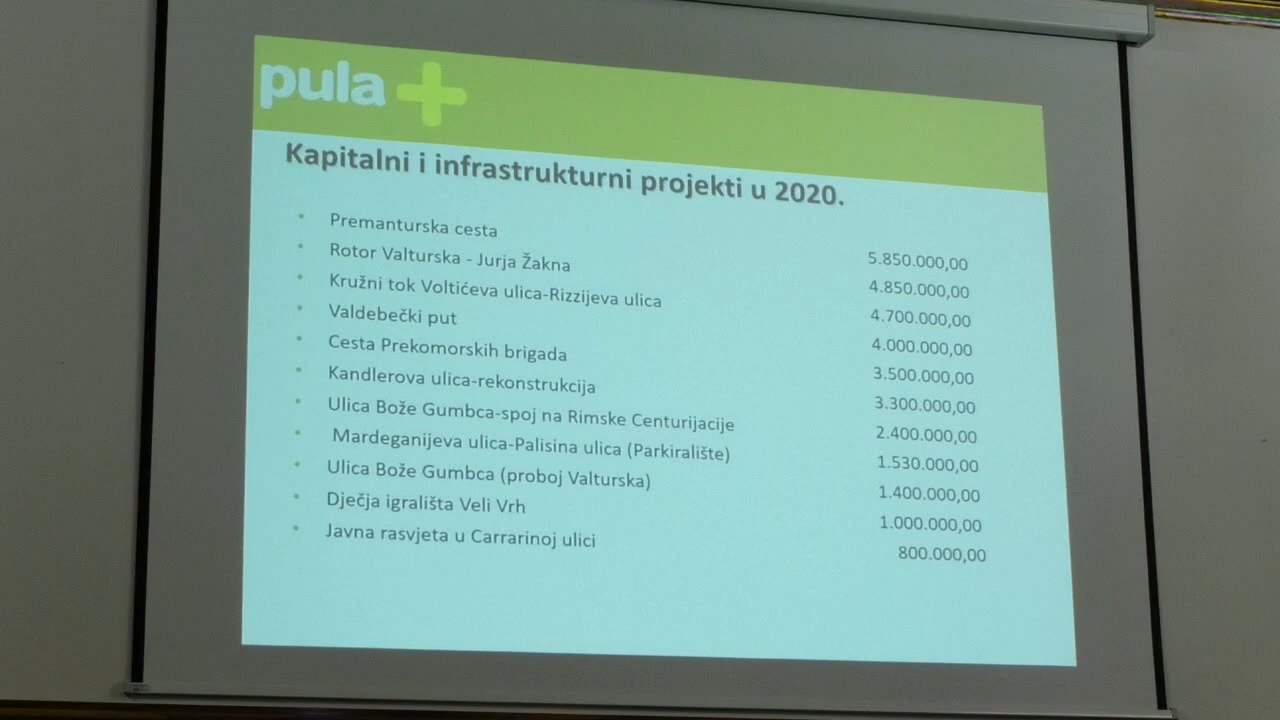 pula +
Kapitalni i infrastrukturni projekti u 2020.
• Premanturska cesta 5.850.000,00
• Rotor Valturska - Jurja Žakna 4.850.000,00
• Kružni tok Voltićeva ulica-Rizzijeva ulica 4.700.000,00
• Valdebečki put 4.000.000,00
• Cesta Prekomorskih brigada 3.500.000,00
• Kandlerova ulica-rekonstrukcija 3.300.000,00
• Ulica Bože Gumbca-spoj na Rimske Centurijacije 2.400.000,00
• Mardeganijeva ulica-Palisina ulica (Parkiralište) 1.530.000,00
• Ulica Bože Gumbca (proboj Valturska) 1.400.000,00
• Dječja igrališta Veli Vrh 1.000.000,00
• Javna rasvjeta u Carrarinoj ulici 800.000,00